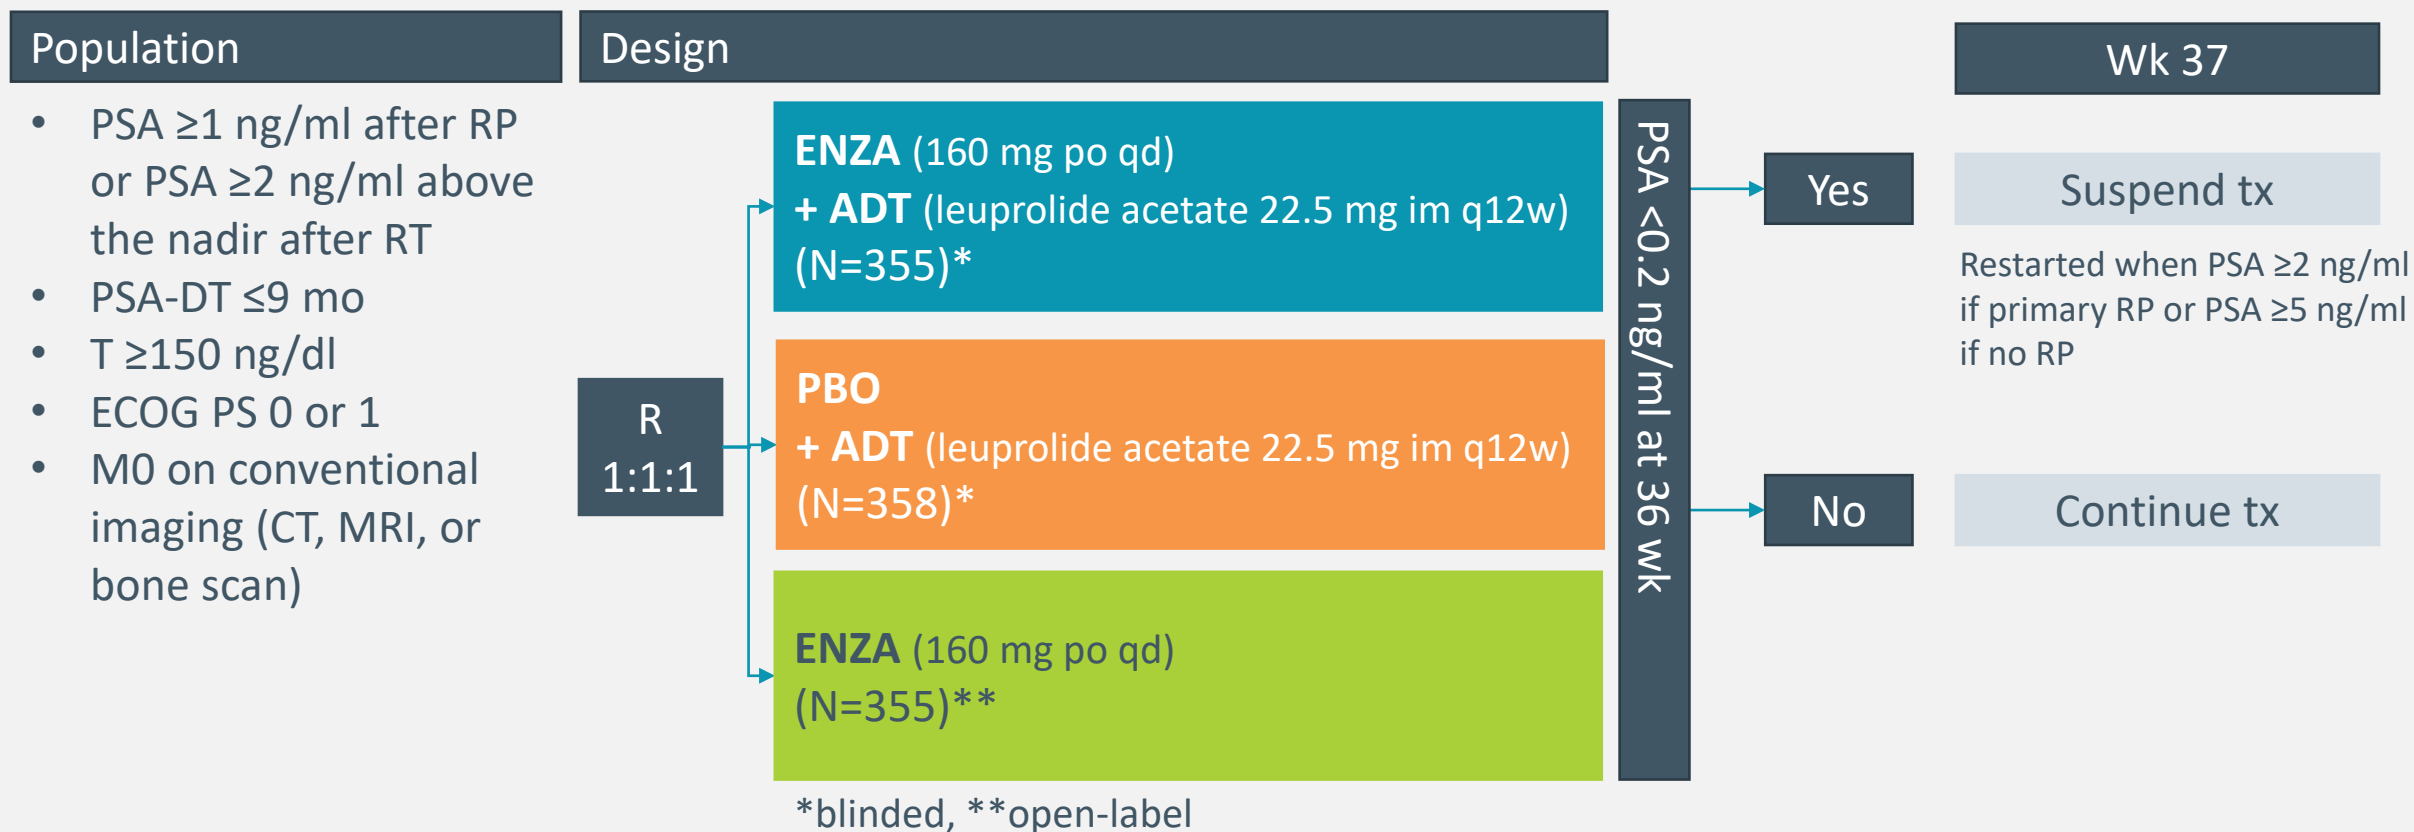 Population
• PSA ≥1 ng/ml after RP
or PSA ≥2 ng/ml above
the nadir after RT
• PSA-DT ≤9 mo
• T ≥150 ng/dl
• ECOG PS 0 or 1
• M0 on conventional
imaging (CT, MRI, or
bone scan)
Design
R
1:1:1
ENZA (160 mg po qd)
+ ADT (leuprolide acetate 22.5 mg im q12w)
(N=355)*
PBO
+ ADT (leuprolide acetate 22.5 mg im q12w)
(N=358)*
ENZA (160 mg po qd)
(N=355)**
*blinded, **open-label
PSA <0.2 ng/ml at 36 wk
Yes
No
Wk 37
Suspend tx
Restarted when PSA ≥2 ng/ml
if primary RP or PSA ≥5 ng/ml
if no RP
Continue tx